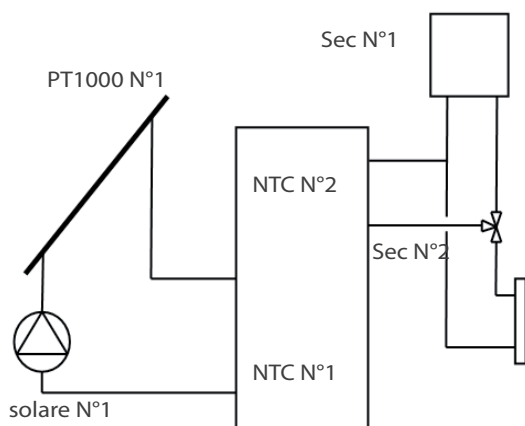 Sec N°1
PT1000 N°1
NTC N°2
Sec N°2
NTC N°1
solare N°1